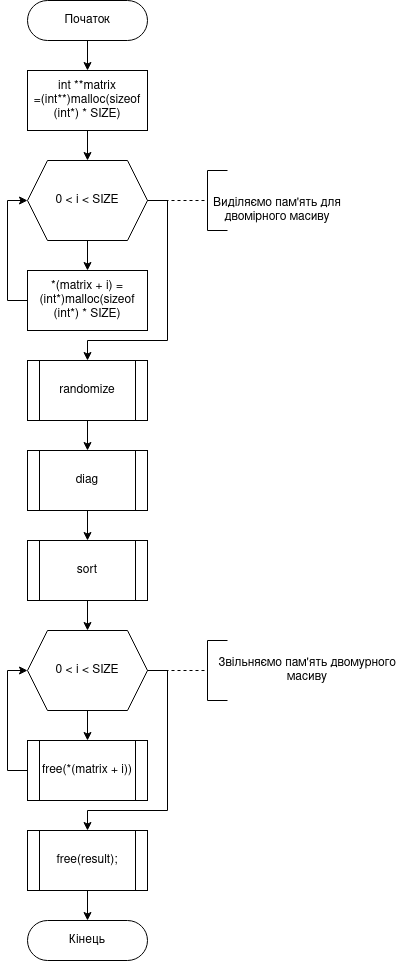 Початок
int **matrix
=(int**)malloc(sizeof
(int*) * SIZE)
0 < i < SIZE
Виділяємо пам'ять для
двомірного масиву
*(matrix + i) =
(int*)malloc(sizeof
(int*) * SIZE)
randomize
diag
sort
0 < i < SIZE
Звільняємо пам'ять двомурного
масиву
free(*(matrix + i))
free(result);
Кінець